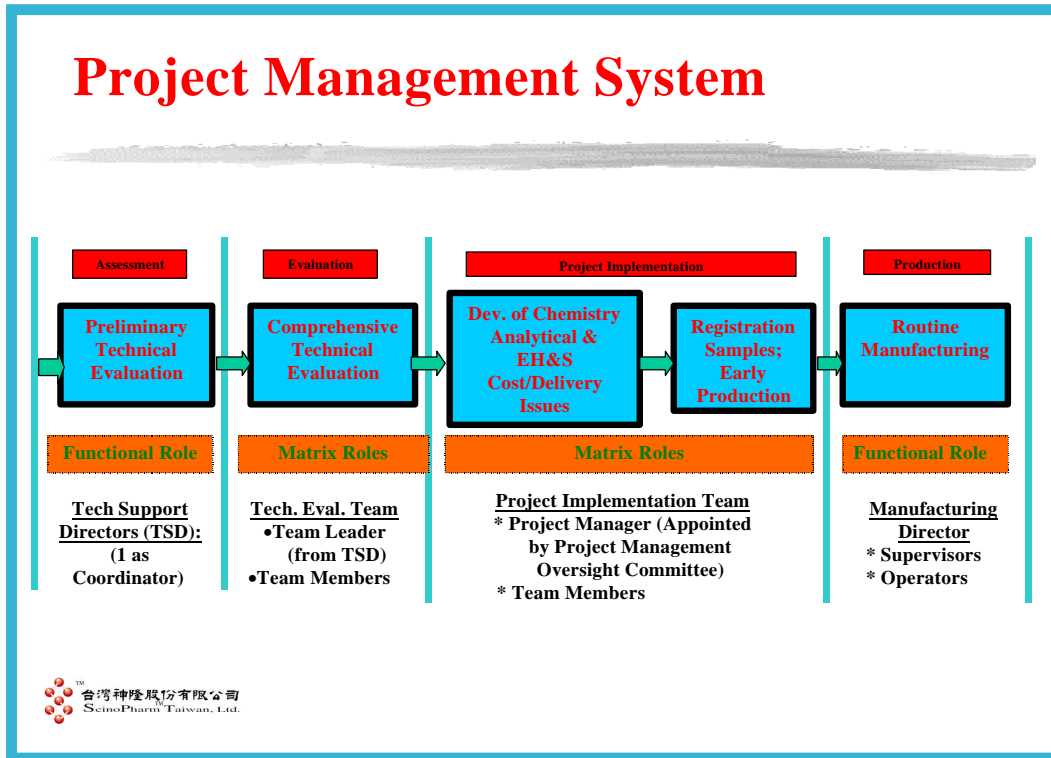 Project Management System
Assessment
Evaluation
Project Implementation
Production
Preliminary
Technical
Evaluation
Comprehensive
Technical
Evaluation
Dev. of Chemistry
Analytical &
EH&S
Cost/Delivery
Issues
Registration
Samples;
Early
Production
Routine
Manufacturing
Functional Role
Matrix Roles
Matrix Roles
Functional Role
Tech Support
Directors (TSD):
(1 as
Coordinator)
Tech. Eval. Team
•Team Leader
(from TSD)
•Team Members
Project Implementation Team
* Project Manager (Appointed
by Project Management
Oversight Committee)
* Team Members
Manufacturing
Director
* Supervisors
* Operators
TM
台灣神隆股份有限公司
ScinoPharm TM Taiwan, Ltd.